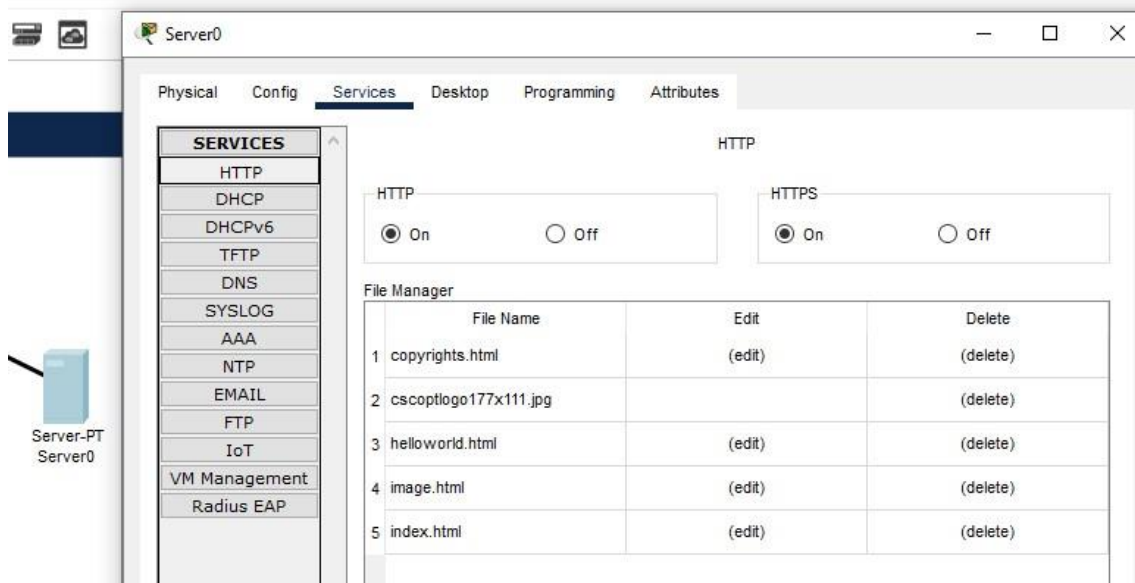 Server0
Physical Config Services Desktop Programming Attributes
SERVICES
HTTP
DHCP
DHCPv6
TFTP
DNS
SYSLOG
AAA
NTP
EMAIL
FTP
IoT
VM Management
Radius EAP
HTTP
HTTP
On Off
HTTPS
On Off
File Manager
File Name Edit Delete
1 copyrights.html (edit) (delete)
2 cscoptlogo177x111.jpg (delete)
3 helloworld.html (edit) (delete)
4 image.html (edit) (delete)
5 index.html (edit) (delete)
Server-PT
Server0